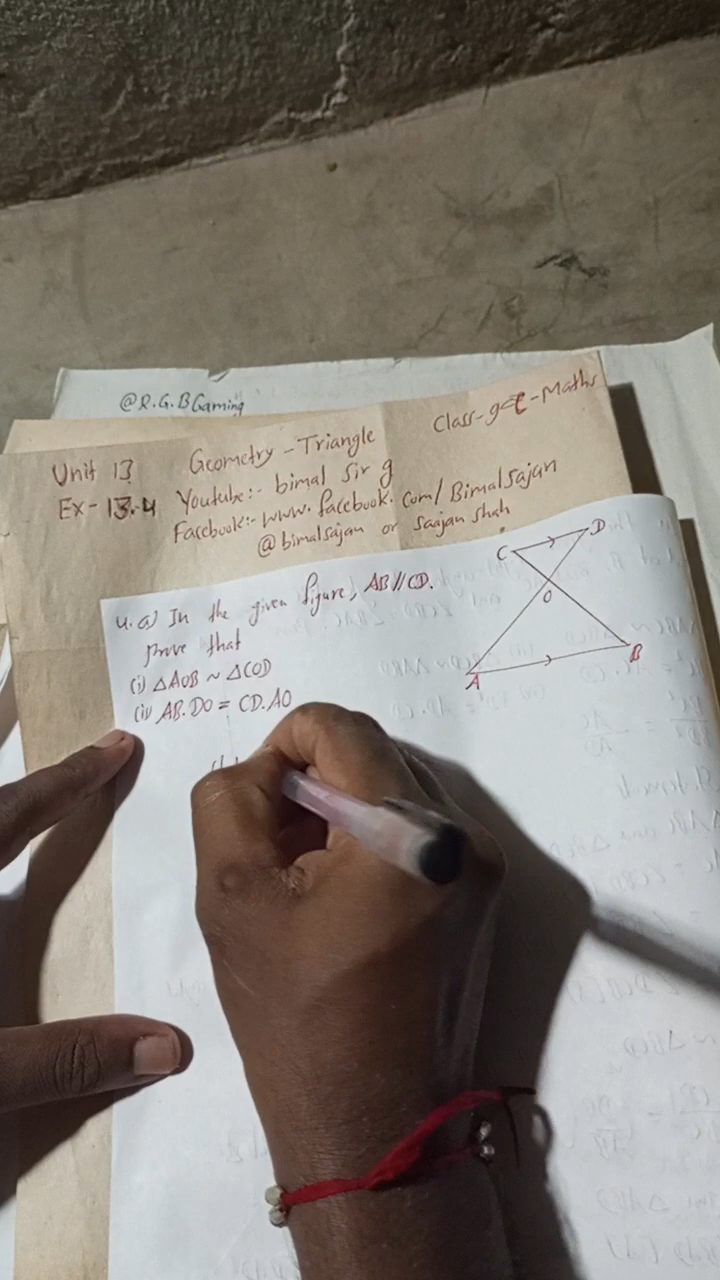 @R.G.B Gaming
Unit 13 Geometry - Triangle Class-9 - Maths
Ex- 13.4 Youtube:- bimal sir g
Facebook:- www.facebook.com/Bimalsajan
@bimalsajan or saajan shah
4. a) In the given figure, AB//CD.
prove that
(i) ΔAOB ~ ΔCOD
(ii) AB.DO = CD.AO
C
D
O
A
B